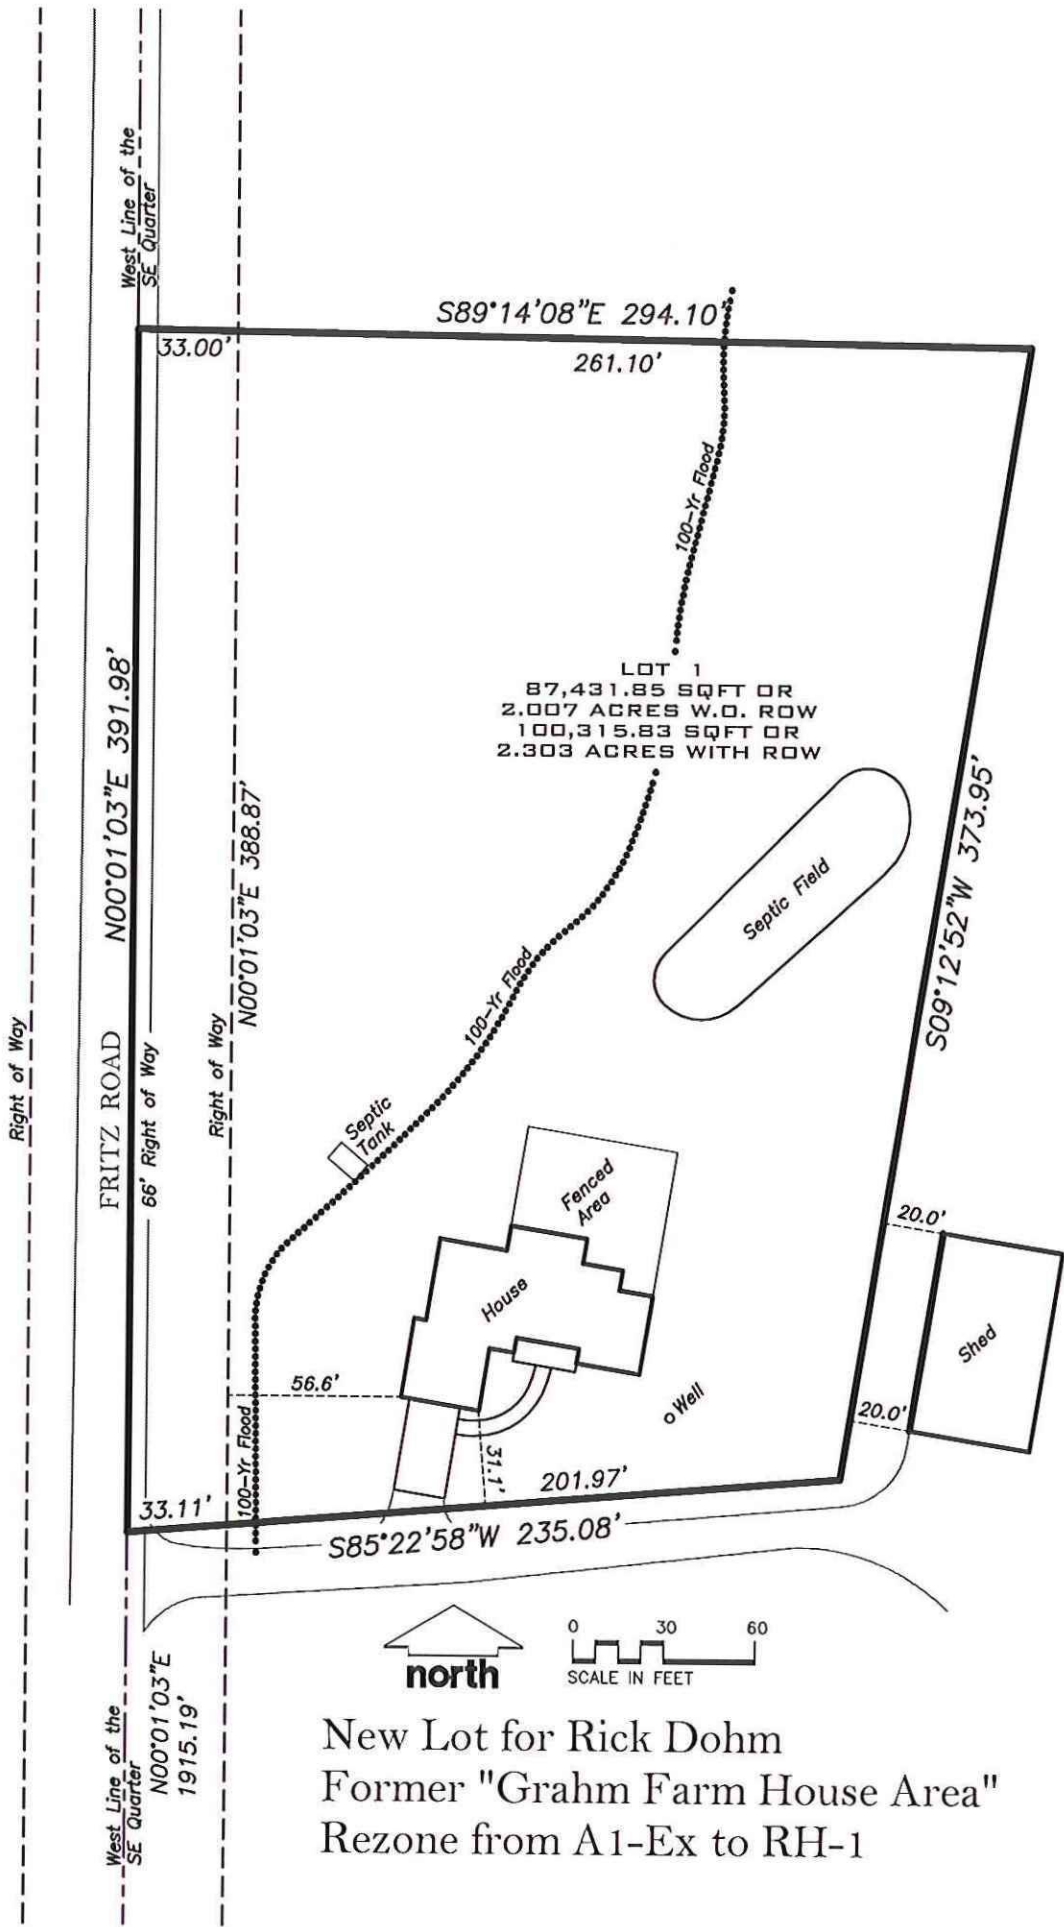 West Line of the
SE Quarter
S89°14'08"E 294.10'
33.00'
261.10'
100-Yr Flood
LOT 1
87,431.85 SQFT OR
2.007 ACRES W.O. ROW
100,315.83 SQFT OR
2.303 ACRES WITH ROW
N00°01'03"E 391.98'
N00°01'03"E 388.87'
S09°12'52"W 373.95'
Septic Field
100-Yr Flood
Right of Way
FRITZ ROAD
66' Right of Way
Right of Way
Septic
Tank
Fenced
Area
House
20.0'
Shed
56.6'
Well
20.0'
100-Yr Flood
31.1'
201.97'
33.11'
S85°22'58"W 235.08'
north
0 30 60
SCALE IN FEET
N00°01'03"E
1915.19'
West Line of the
SE Quarter
New Lot for Rick Dohm
Former "Grahm Farm House Area"
Rezone from A1-Ex to RH-1